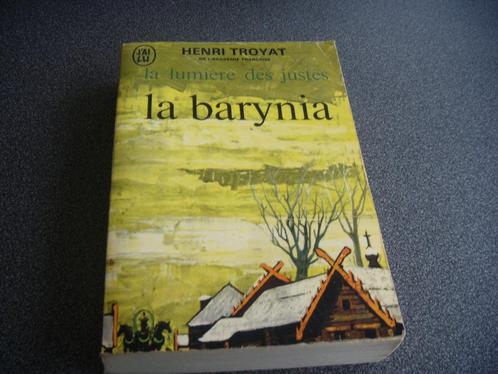 J'AI
LU
HENRI TROYAT
DE L'ACADÉMIE FRANÇAISE
la lumière des justes
la barynia